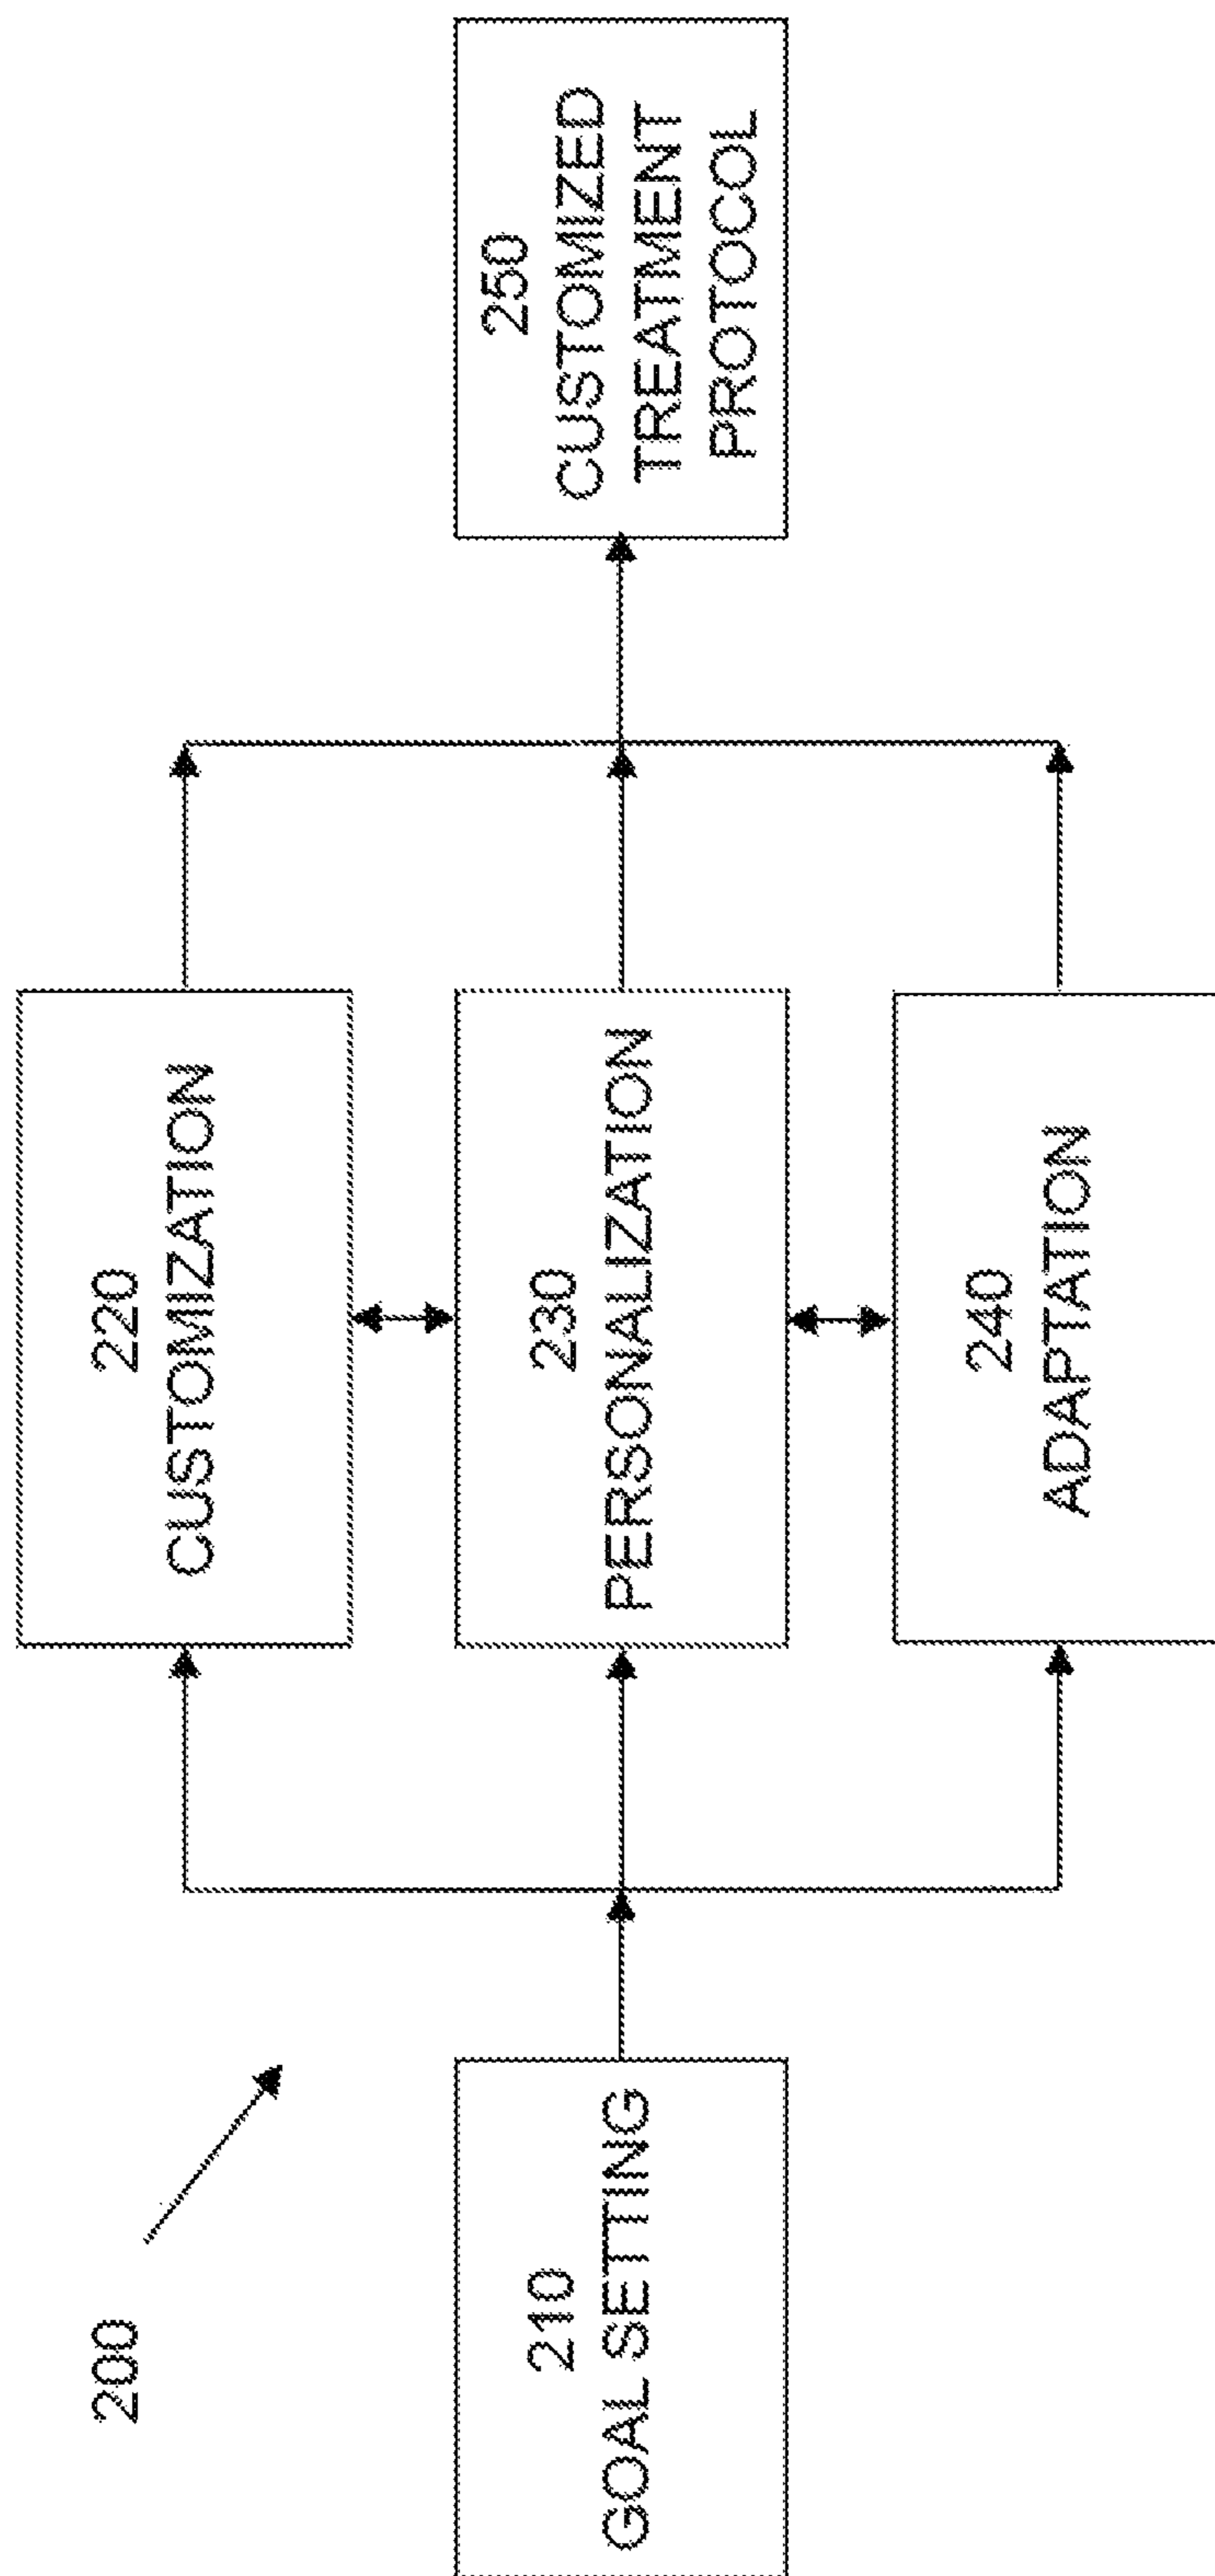 200
210
GOAL SETTING
220
CUSTOMIZATION
230
PERSONALIZATION
240
ADAPTATION
250
CUSTOMIZED
TREATMENT
PROTOCOL